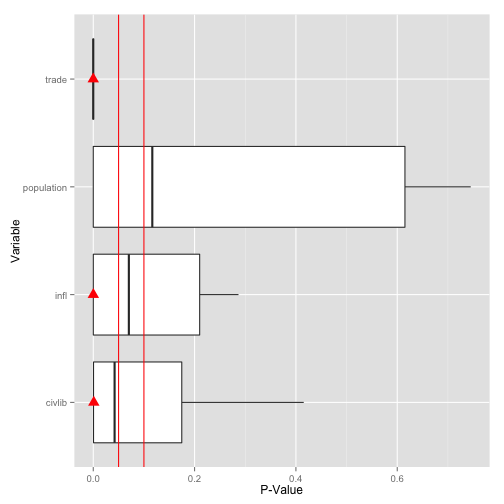 trade
population
infl
civlib
Variable
0.0 0.2 0.4 0.6
P-Value